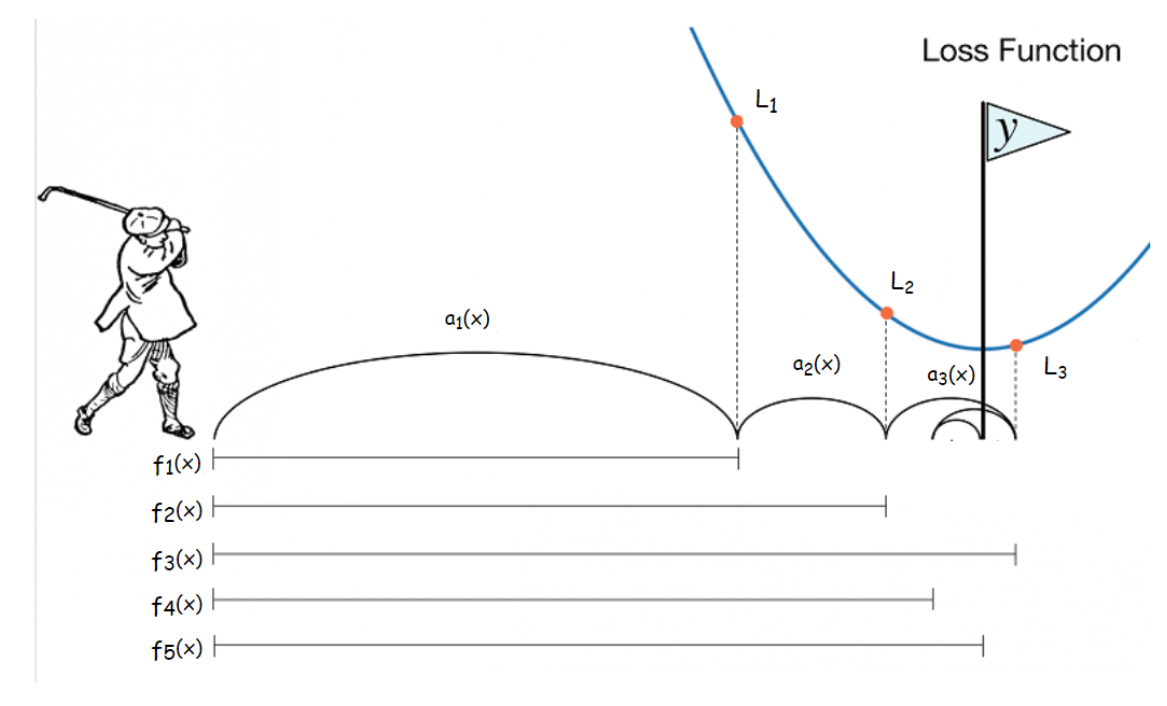 Loss Function
L₁
y
L₂
a₁(x)
a₂(x)
a₃(x)
L₃
f₁(x)
f₂(x)
f₃(x)
f₄(x)
f₅(x)